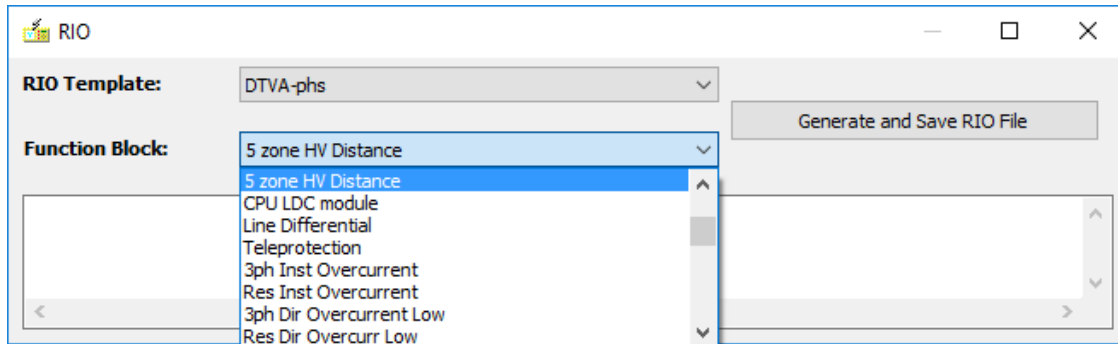 RIO
RIO Template:
DTVA-phs
Generate and Save RIO File
Function Block:
5 zone HV Distance
5 zone HV Distance
CPU LDC module
Line Differential
Teleprotection
3ph Inst Overcurrent
Res Inst Overcurrent
3ph Dir Overcurrent Low
Res Dir Overcurr Low